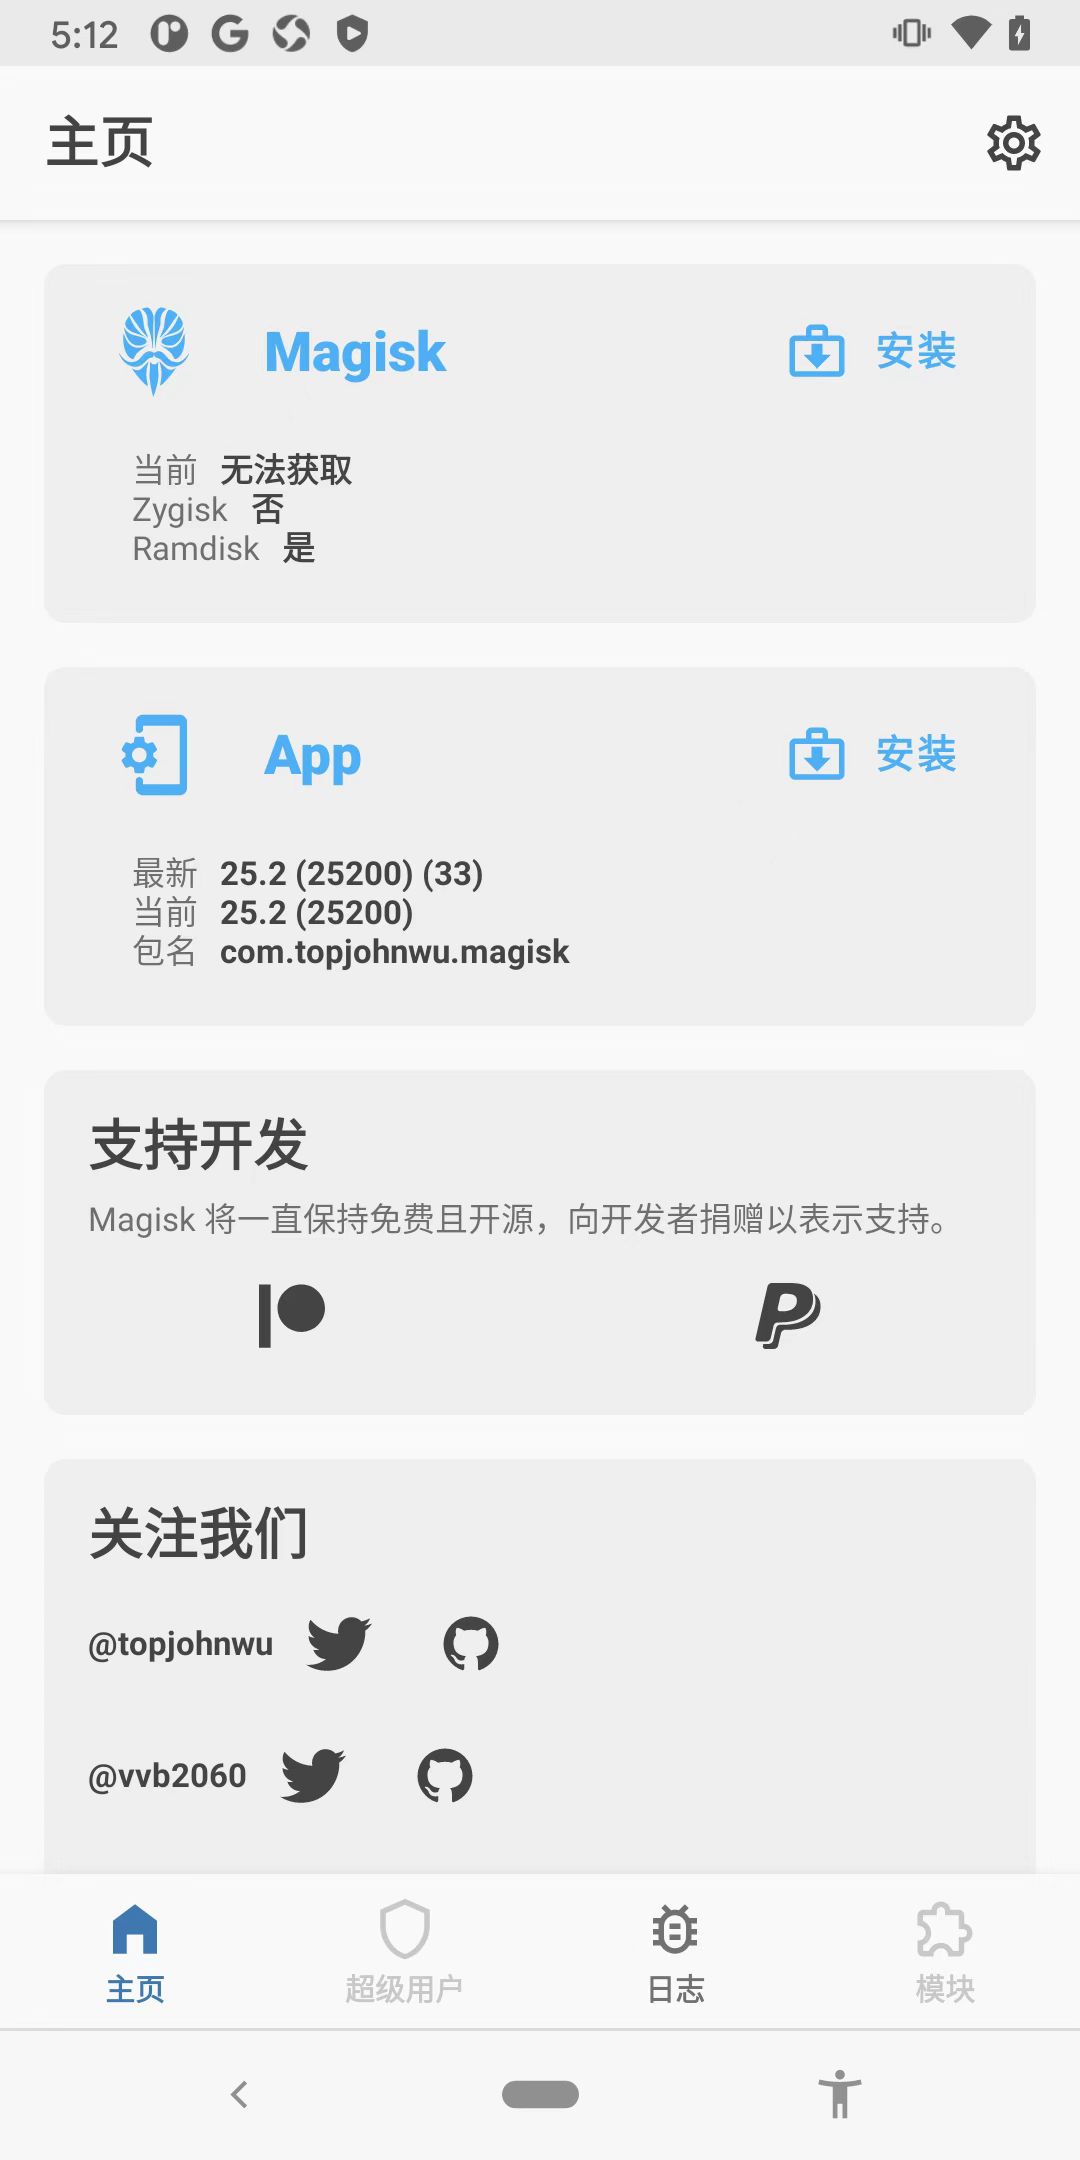 5:12
主页
Magisk
安装
当前 无法获取
Zygisk 否
Ramdisk 是
App
安装
最新 25.2 (25200) (33)
当前 25.2 (25200)
包名 com.topjohnwu.magisk
支持开发
Magisk 将一直保持免费且开源，向开发者捐赠以表示支持。
关注我们
@topjohnwu
@vvb2060
主页
超级用户
日志
模块